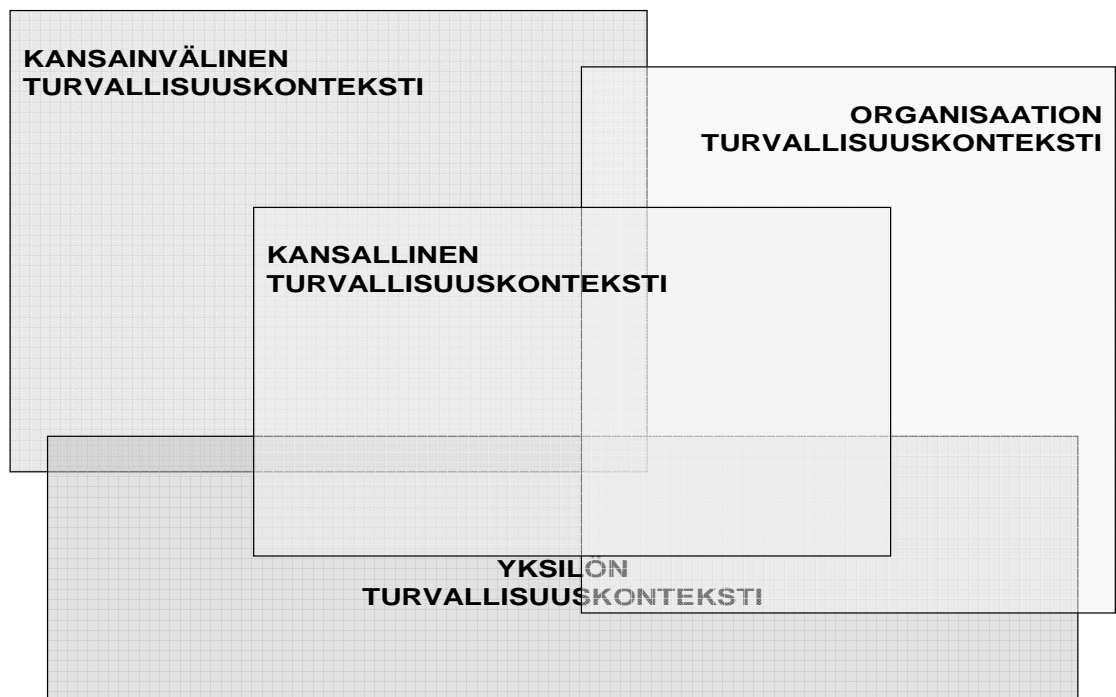 KANSAINVÄLINEN
TURVALLISUUSKONTEKSTI
ORGANISAATION
TURVALLISUUSKONTEKSTI
KANSALLINEN
TURVALLISUUSKONTEKSTI
YKSILÖN
TURVALLISUUSKONTEKSTI